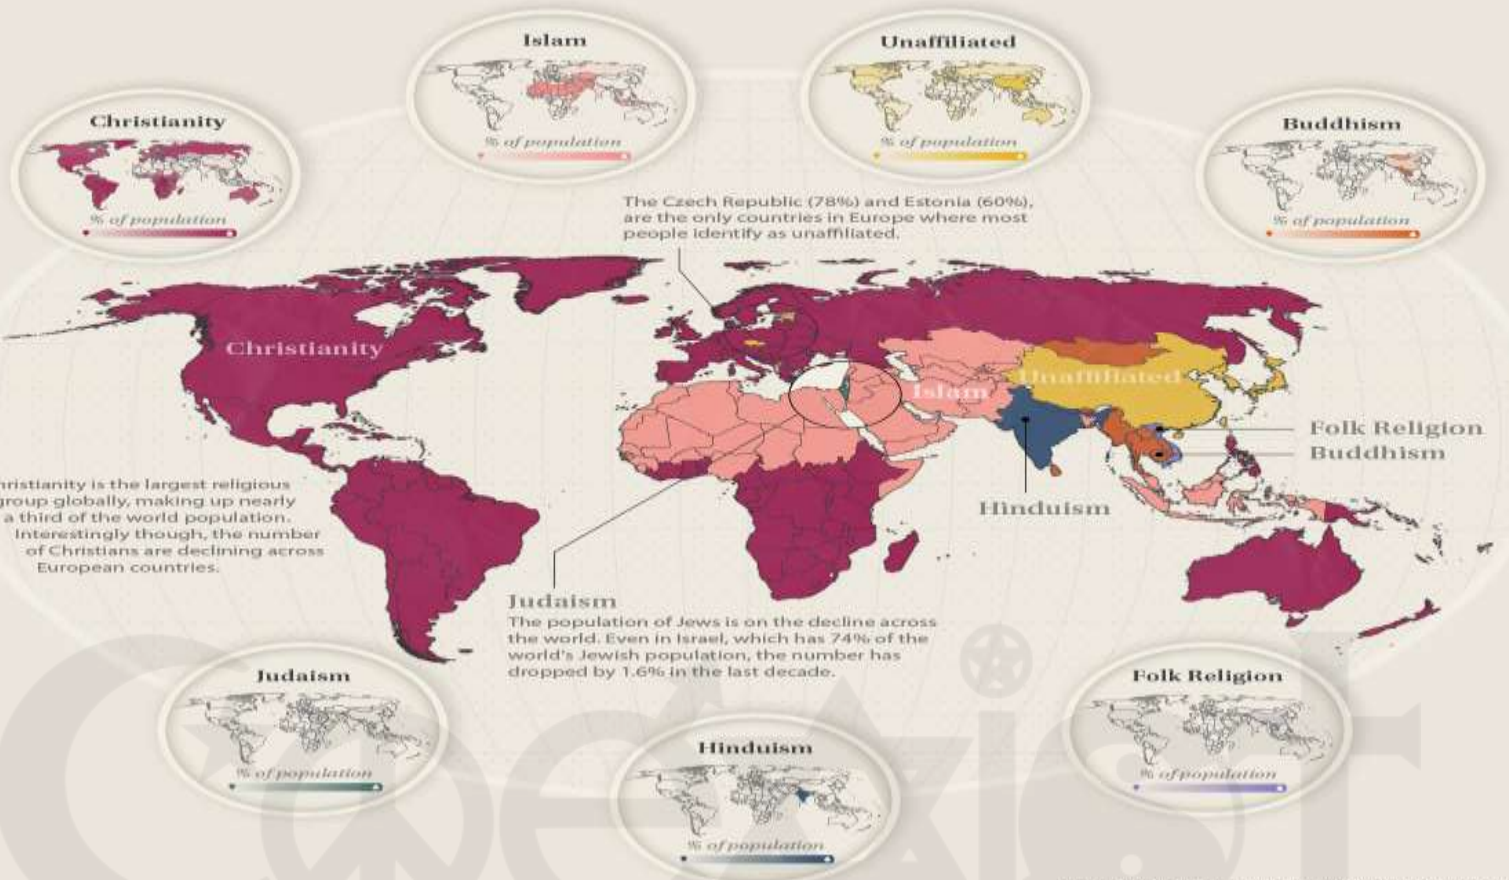 Islam
% of population
Unaffiliated
% of population
Christianity
% of population
Buddhism
% of population
The Czech Republic (78%) and Estonia (60%),
are the only countries in Europe where most
people identify as unaffiliated.
Christianity
Islam
Unaffiliated
Folk Religion
Buddhism
Hinduism
hristianity is the largest religious
group globally, making up nearly
a third of the world population.
Interestingly though, the number
of Christians are declining across
European countries.
Judaism
The population of Jews is on the decline across
the world. Even in Israel, which has 74% of the
world's Jewish population, the number has
dropped by 1.6% in the last decade.
Judaism
% of population
Hinduism
% of population
Folk Religion
% of population
Coexist